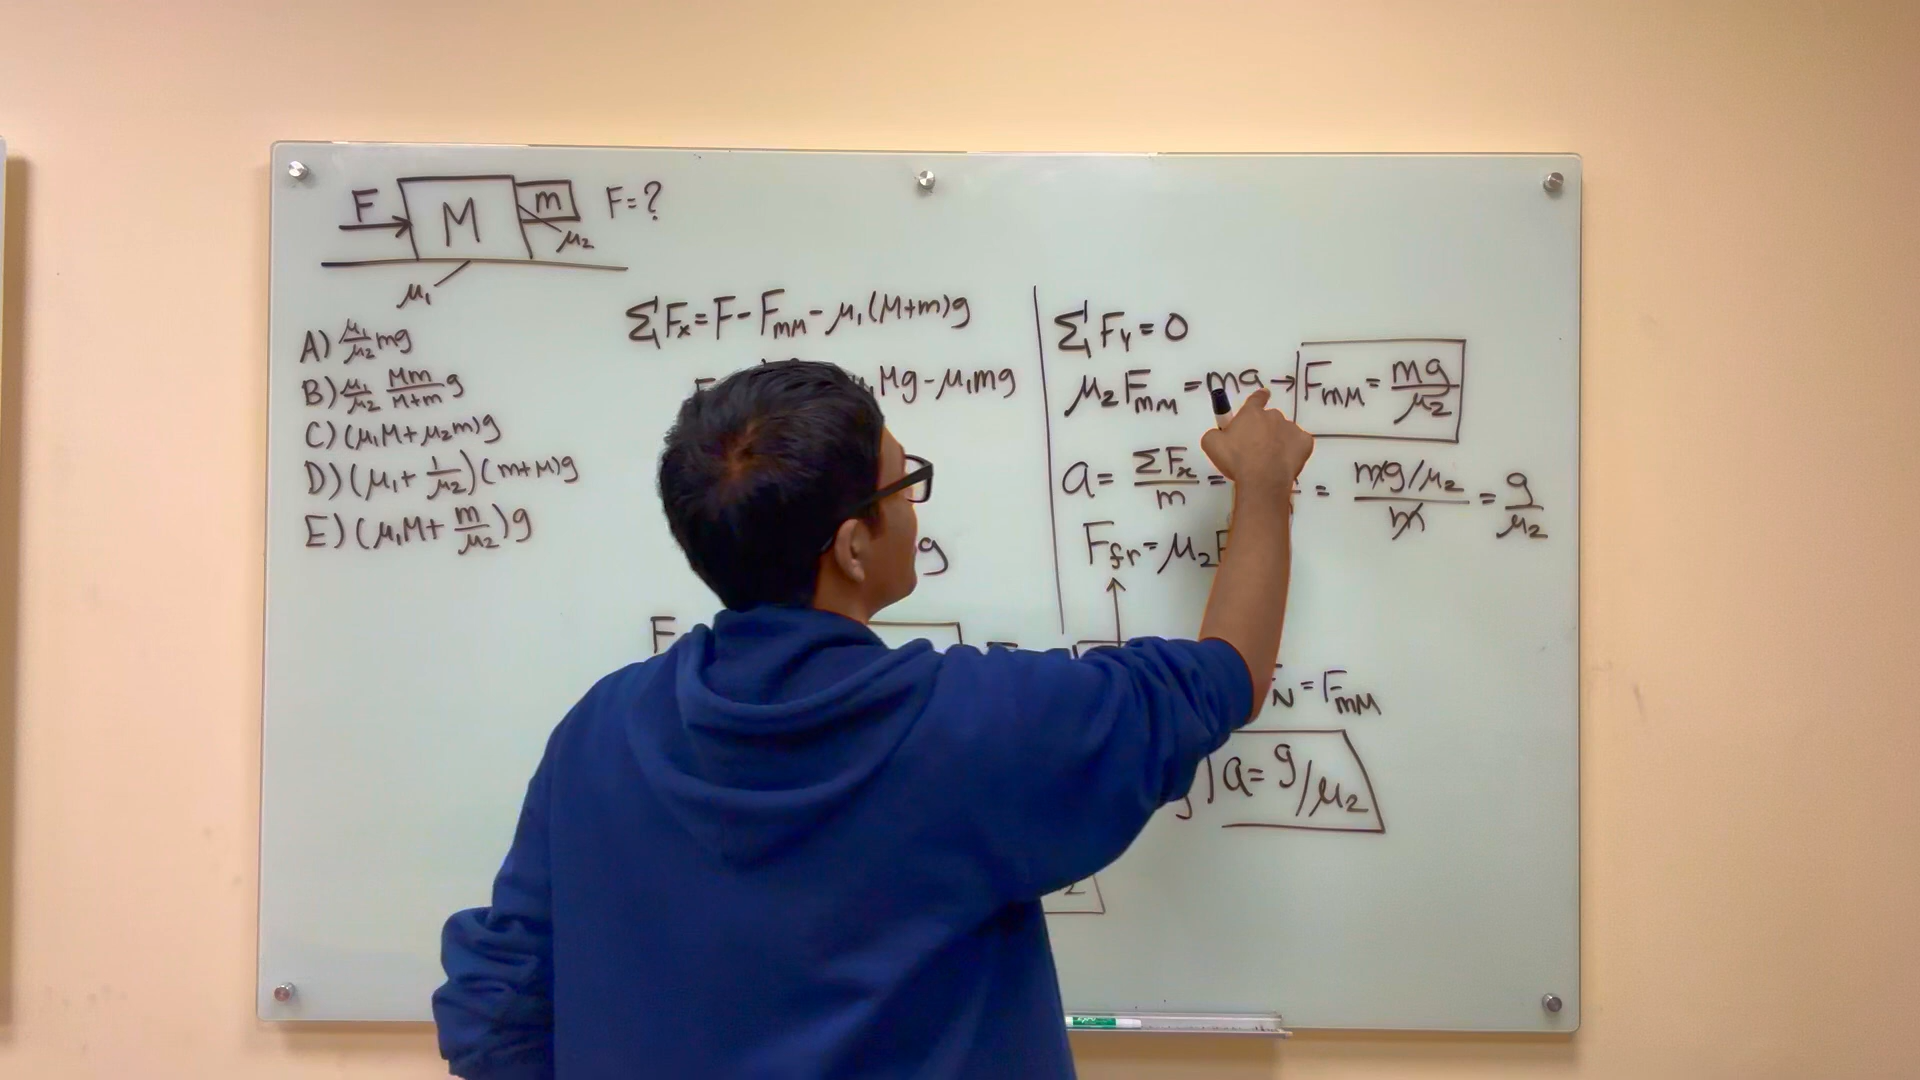 F M m F=?
μ₂
μ₁
A) μ₁/μ₂ mg
B) μ₁/μ₂ Mm/M+m g
C) (μ₁M+μ₂m)g
D) (μ₁+1/μ₂)(m+M)g
E) (μ₁M+m/μ₂)g
ΣFₓ=F-FmM-μ₁(M+m)g
Mg-μ₁mg
g
F
ΣFy=0
μ₂FmM=mg→FmM=mg/μ₂
a=ΣFₓ/m= = mg/μ₂/m = g/μ₂
Ffr=μ₂F
N=FmM
a=g/μ₂
2